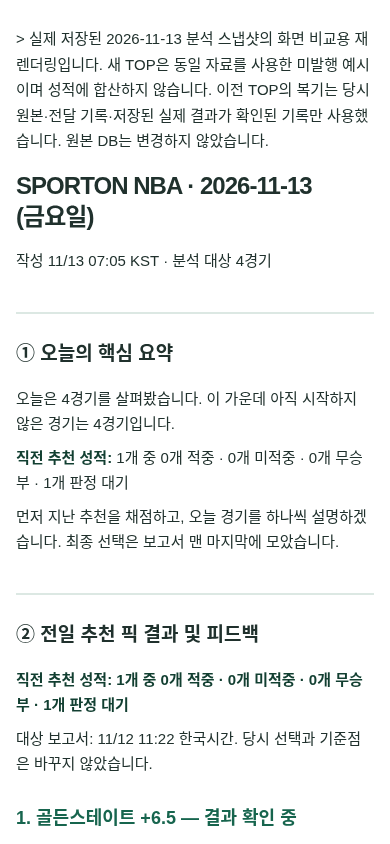 > 실제 저장된 2026-11-13 분석 스냅샷의 화면 비교용 재
렌더링입니다. 새 TOP은 동일 자료를 사용한 미발행 예시
이며 성적에 합산하지 않습니다. 이전 TOP의 복기는 당시
원본·전달 기록·저장된 실제 결과가 확인된 기록만 사용했
습니다. 원본 DB는 변경하지 않았습니다.
SPORTON NBA · 2026-11-13
(금요일)
작성 11/13 07:05 KST · 분석 대상 4경기
① 오늘의 핵심 요약
오늘은 4경기를 살펴봤습니다. 이 가운데 아직 시작하지
않은 경기는 4경기입니다.
직전 추천 성적: 1개 중 0개 적중 · 0개 미적중 · 0개 무승
부 · 1개 판정 대기
먼저 지난 추천을 채점하고, 오늘 경기를 하나씩 설명하겠
습니다. 최종 선택은 보고서 맨 마지막에 모았습니다.
② 전일 추천 픽 결과 및 피드백
직전 추천 성적: 1개 중 0개 적중 · 0개 미적중 · 0개 무승
부 · 1개 판정 대기
대상 보고서: 11/12 11:22 한국시간. 당시 선택과 기준점
은 바꾸지 않았습니다.
1. 골든스테이트 +6.5 — 결과 확인 중